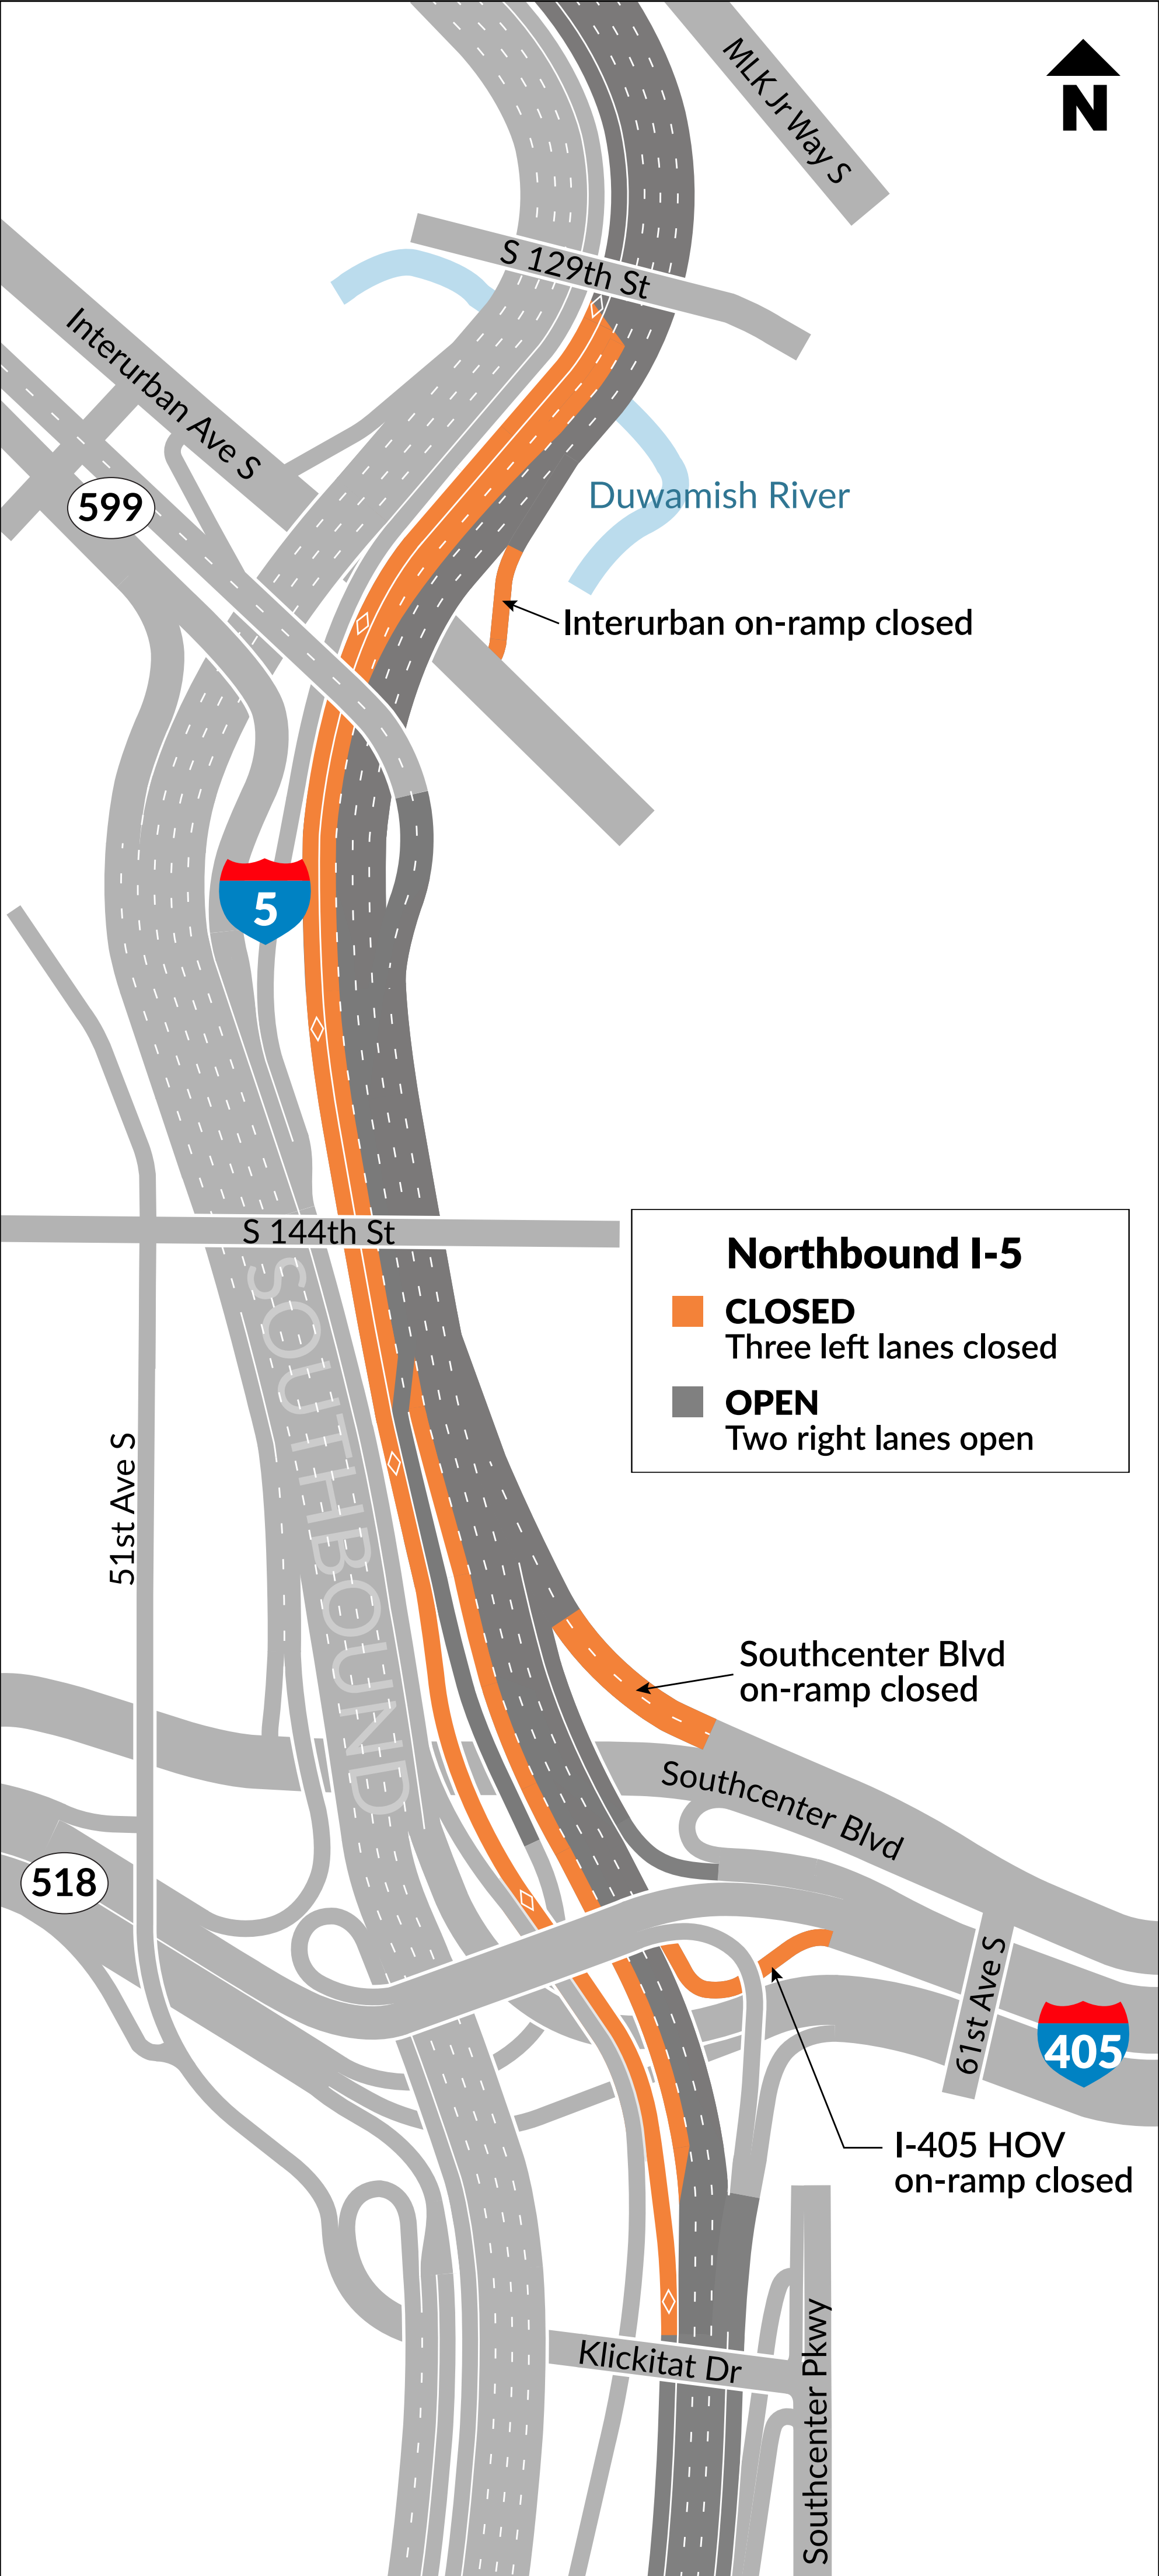 MLK Jr Way S
N
S 129th St
Interurban Ave S
599
Duwamish River
Interurban on-ramp closed
5
S 144th St
Northbound I-5
CLOSED
Three left lanes closed
OPEN
Two right lanes open
SOUTHBOUND
51st Ave S
Southcenter Blvd
on-ramp closed
Southcenter Blvd
518
61st Ave S
405
I-405 HOV
on-ramp closed
Klickitat Dr
Southcenter Pkwy